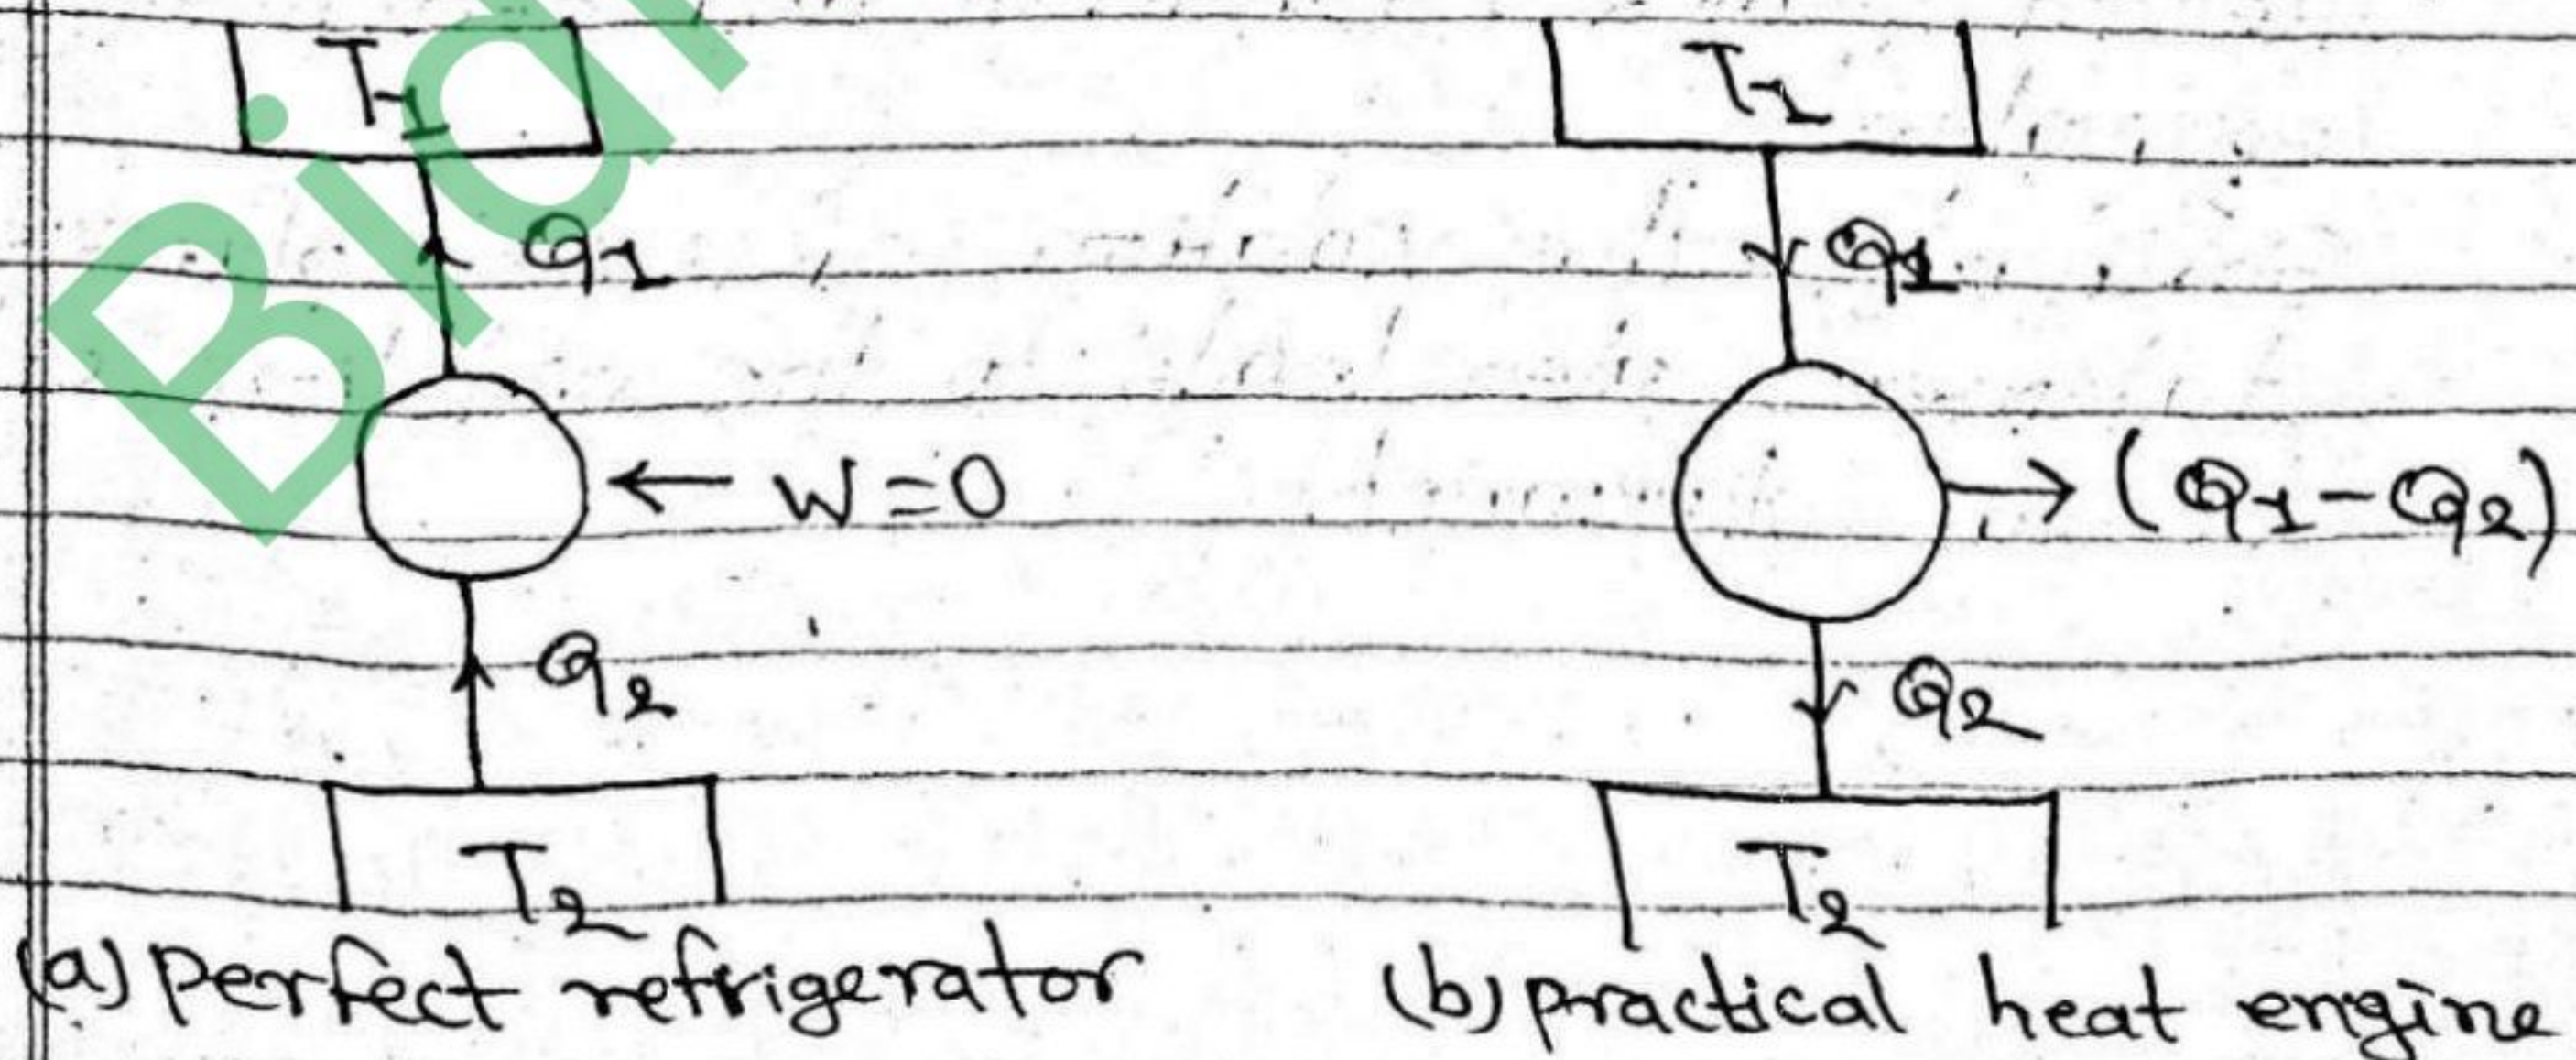 T1 T1
Q1 Q1
← W=0 → (Q1-Q2)
Q2 Q2
T2 T2
(a) perfect refrigerator (b) practical heat engine